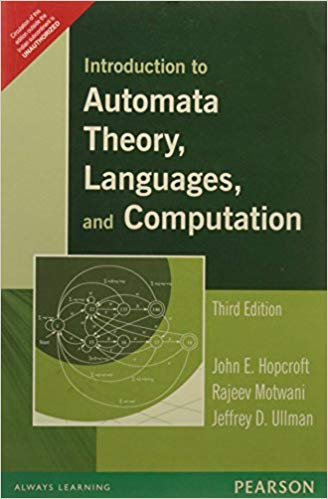 Circulation of this
edition outside the
Indian subcontinent is
UNAUTHORIZED
Introduction to
Automata
Theory,
Languages,
and Computation
Third Edition
Start
John E. Hopcroft
Rajeev Motwani
Jeffrey D. Ullman
ALWAYS LEARNING
PEARSON